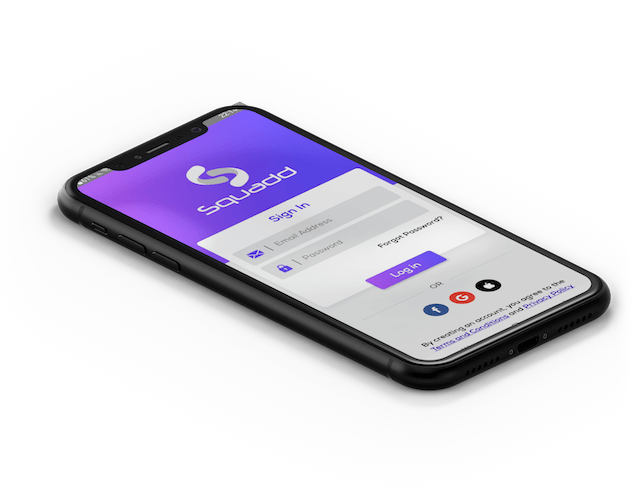 squadd
Sign In
Email Address
Password
Forgot Password?
Log in
OR
f
G
By creating an account, you agree to the
Terms and Conditions and Privacy Policy